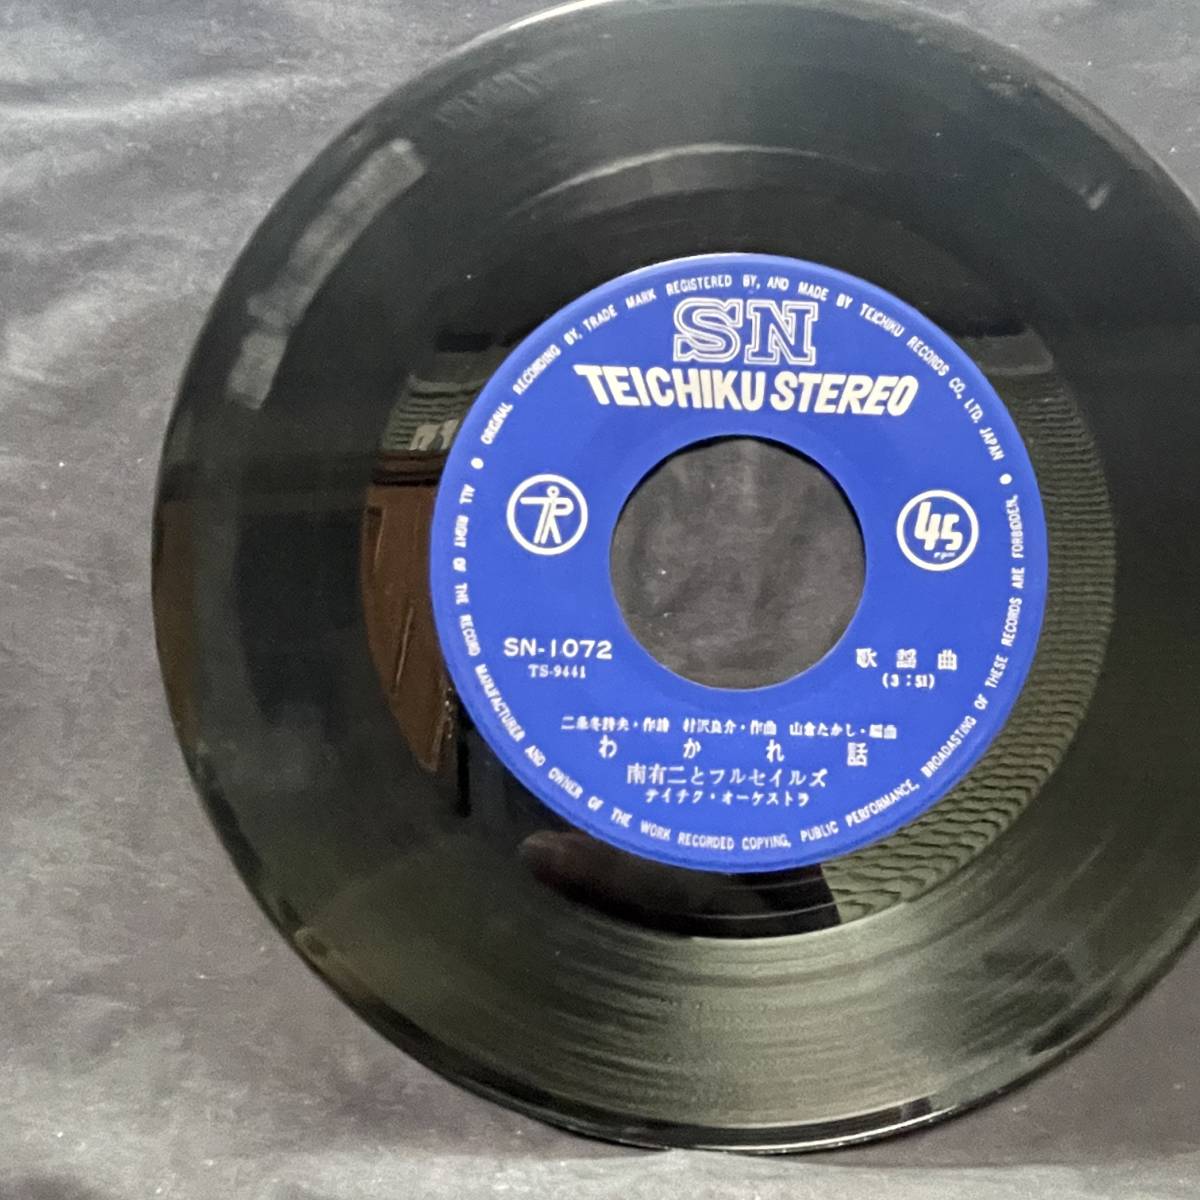 ORIGINAL RECORDING BY, TRADE MARK REGISTERED BY, AND MADE BY TEICHIKU RECORDS CO., LTD. JAPAN
SN
TEICHIKU STEREO
45
rpm
SN-1072
TS-9441
歌謡曲
(3:51)
二条冬詩夫・作詩 村沢良介・作曲 山倉たかし・編曲
わかれ話
南有二とフルセイルズ
テイチク・オーケストラ
ALL RIGHT OF THE RECORD MANUFACTURER AND OWNER OF THE WORK RECORDED COPYING, PUBLIC PERFORMANCE, BROADASTING OF THESE RECORDS ARE FORBIDDEN.